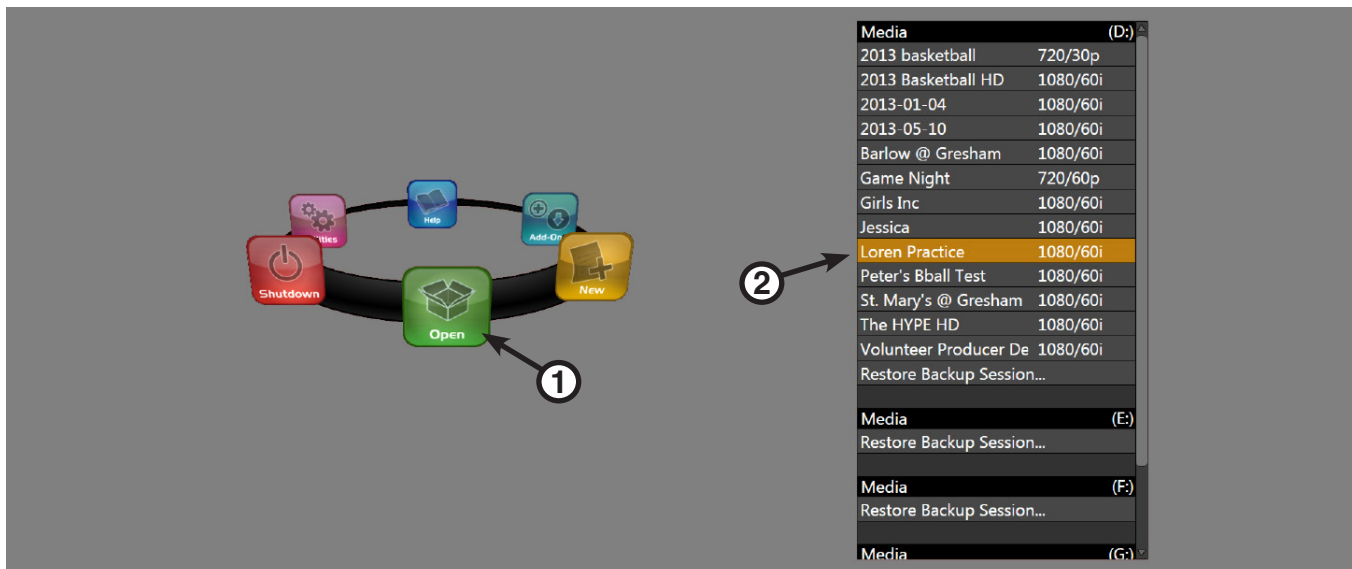 Help
Add-On
Shutdown
New
Open
1
2
Media (D:)
2013 basketball 720/30p
2013 Basketball HD 1080/60i
2013-01-04 1080/60i
2013-05-10 1080/60i
Barlow @ Gresham 1080/60i
Game Night 720/60p
Girls Inc 1080/60i
Jessica 1080/60i
Loren Practice 1080/60i
Peter's Bball Test 1080/60i
St. Mary's @ Gresham 1080/60i
The HYPE HD 1080/60i
Volunteer Producer De 1080/60i
Restore Backup Session...
Media (E:)
Restore Backup Session...
Media (F:)
Restore Backup Session...
Media (G:)